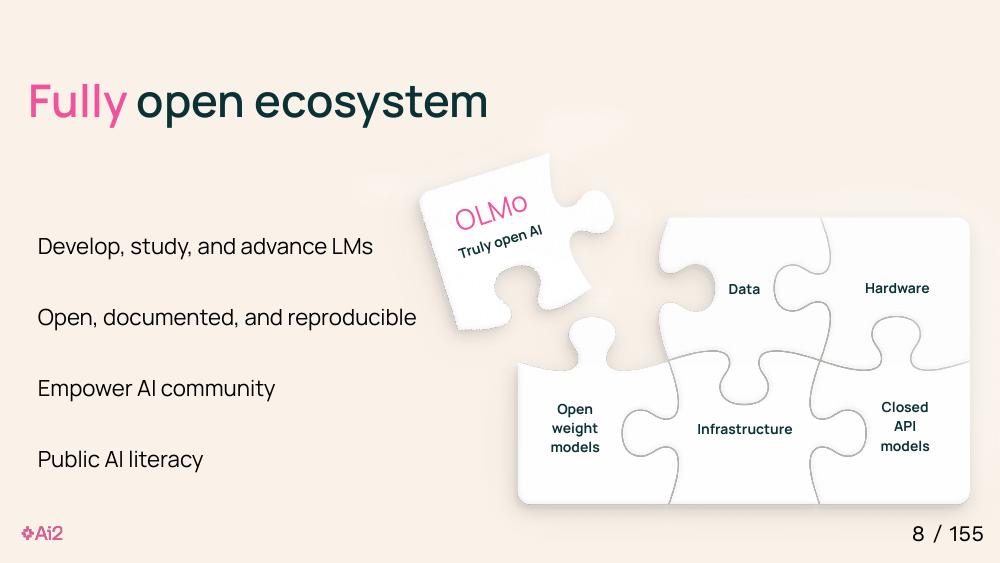 Fully open ecosystem
Develop, study, and advance LMs
Open, documented, and reproducible
Empower AI community
Public AI literacy
OLMo
Truly open AI
Data
Hardware
Open
weight
models
Infrastructure
Closed
API
models
Ai2
8 / 155